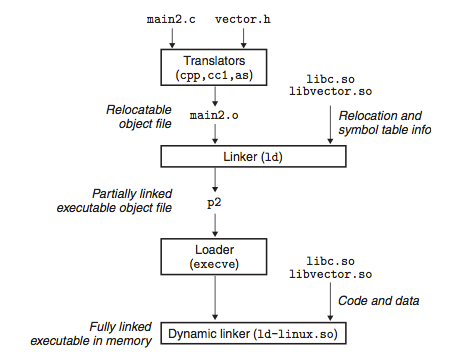 main2.c vector.h
Translators
(cpp,cc1,as)
libc.so
libvector.so
Relocatable
object file
main2.o
Relocation and
symbol table info
Linker (ld)
Partially linked
executable object file
p2
Loader
(execve)
libc.so
libvector.so
Code and data
Fully linked
executable in memory
Dynamic linker (ld-linux.so)